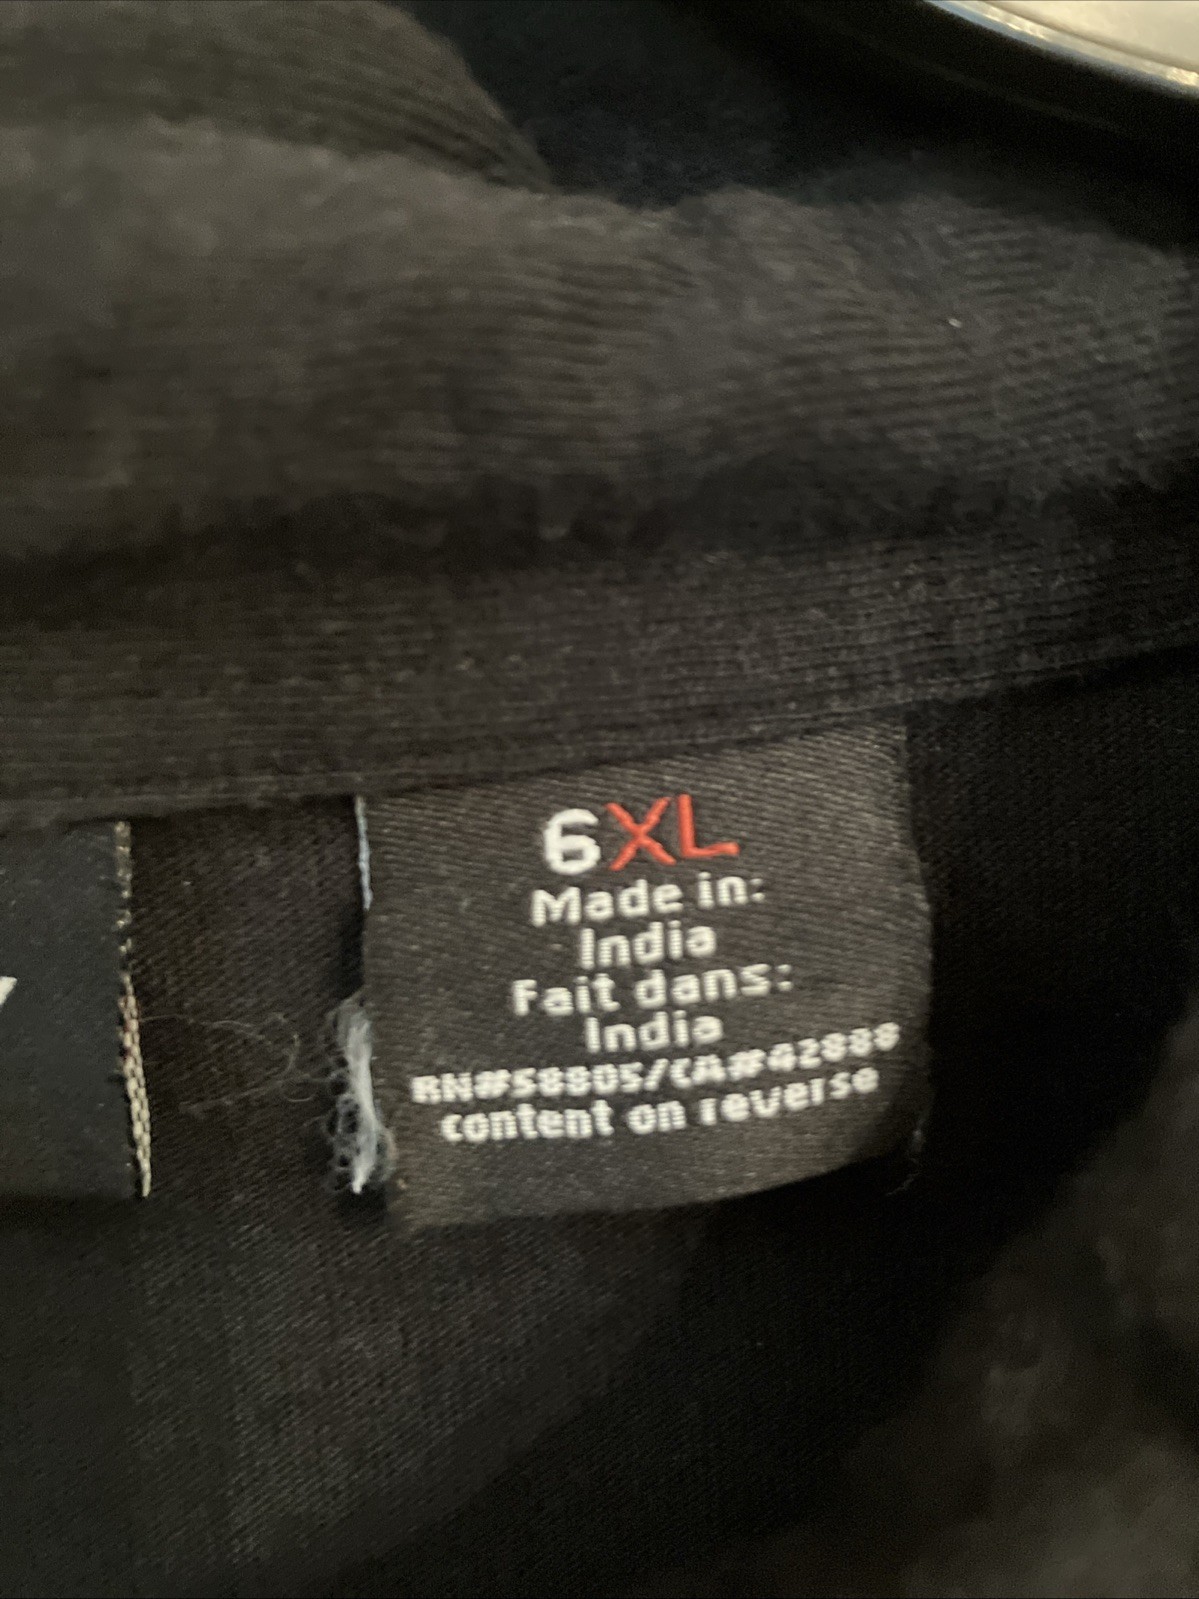 6XL
Made in:
India
Fait dans:
India
RN#58805/CA#42888
content on reverse